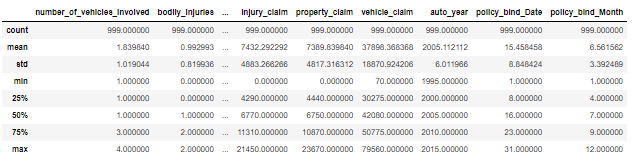 number_of_vehicles_involved bodily_injuries ... injury_claim property_claim vehicle_claim auto_year policy_bind_Date policy_bind_Month
count 999.000000 999.000000 ... 999.000000 999.000000 999.000000 999.000000 999.000000 999.000000
mean 1.839840 0.992993 ... 7432.292292 7389.839840 37898.368368 2005.112112 15.458458 6.561562
std 1.019044 0.819936 ... 4883.266266 4817.316312 18870.924206 6.011966 8.848424 3.392489
min 1.000000 0.000000 ... 0.000000 0.000000 70.000000 1995.000000 1.000000 1.000000
25% 1.000000 0.000000 ... 4290.000000 4440.000000 30275.000000 2000.000000 8.000000 4.000000
50% 1.000000 1.000000 ... 6770.000000 6750.000000 42080.000000 2005.000000 16.000000 7.000000
75% 3.000000 2.000000 ... 11310.000000 10870.000000 50775.000000 2010.000000 23.000000 9.000000
max 4.000000 2.000000 ... 21450.000000 23670.000000 79560.000000 2015.000000 31.000000 12.000000